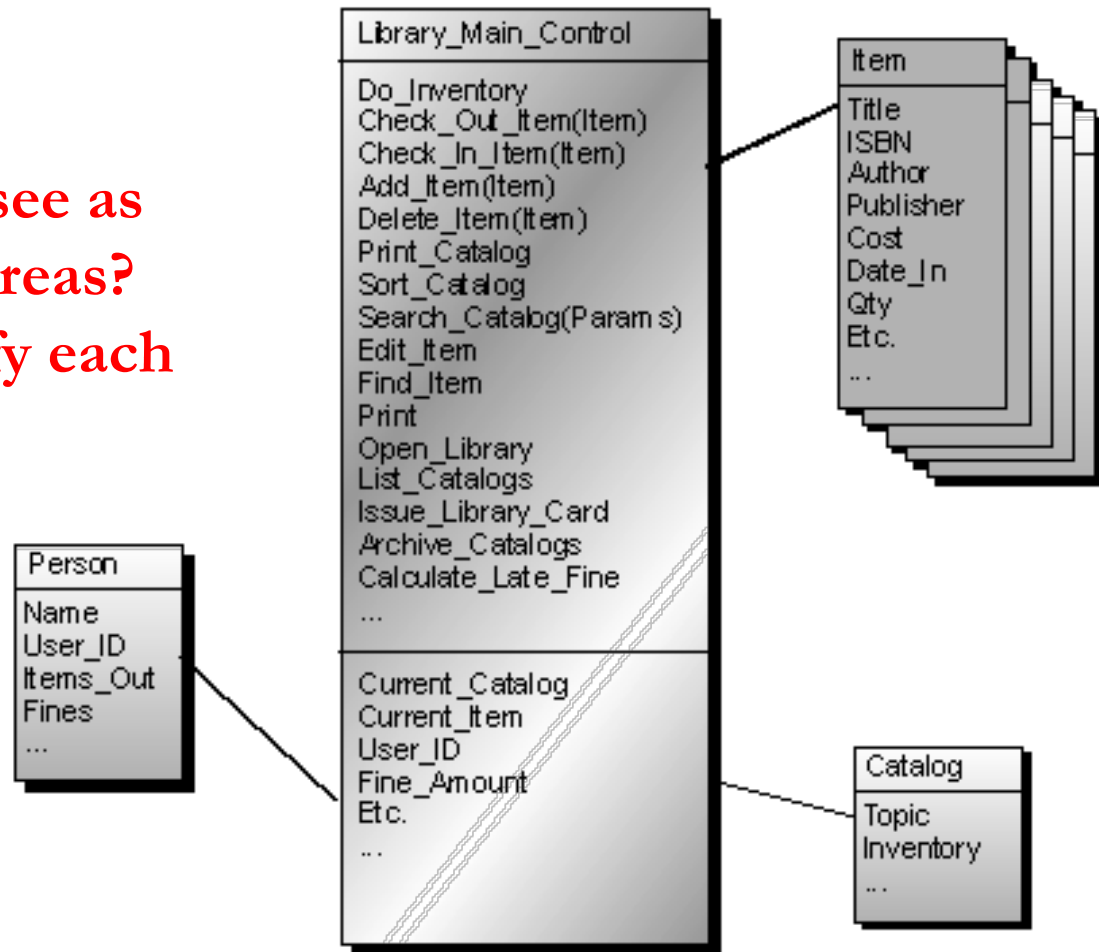 see as
reas?
fy each
Library_Main_Control
Do_Inventory
Check_Out_Item(Item)
Check_In_Item(Item)
Add_Item(Item)
Delete_Item(Item)
Print_Catalog
Sort_Catalog
Search_Catalog(Params)
Edit_Item
Find_Item
Print
Open_Library
List_Catalogs
Issue_Library_Card
Archive_Catalogs
Calculate_Late_Fine
...
Current_Catalog
Current_Item
User_ID
Fine_Amount
Etc.
...
Item
Title
ISBN
Author
Publisher
Cost
Date_In
Qty
Etc.
...
Person
Name
User_ID
Items_Out
Fines
...
Catalog
Topic
Inventory
...